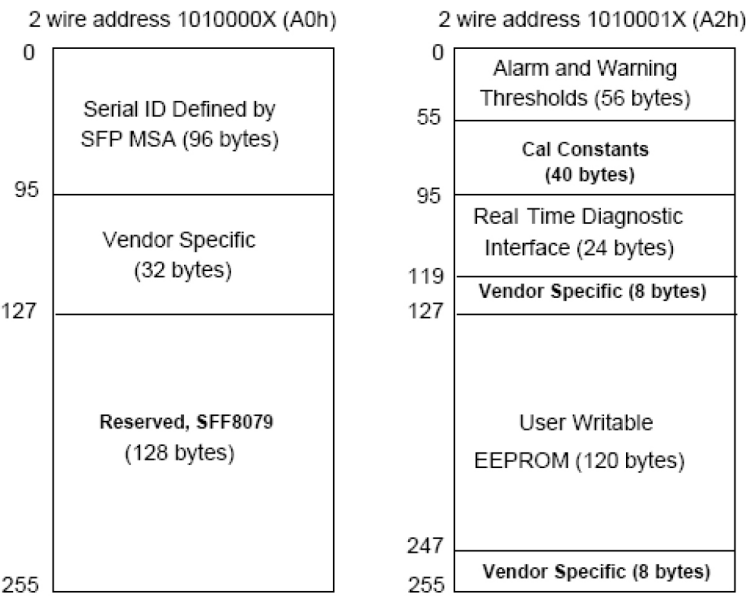 2 wire address 1010000X (A0h)
0
Serial ID Defined by
SFP MSA (96 bytes)
95
Vendor Specific
(32 bytes)
127
Reserved, SFF8079
(128 bytes)
255
2 wire address 1010001X (A2h)
0
Alarm and Warning
Thresholds (56 bytes)
55
Cal Constants
(40 bytes)
95
Real Time Diagnostic
Interface (24 bytes)
119
Vendor Specific (8 bytes)
127
User Writable
EEPROM (120 bytes)
247
Vendor Specific (8 bytes)
255